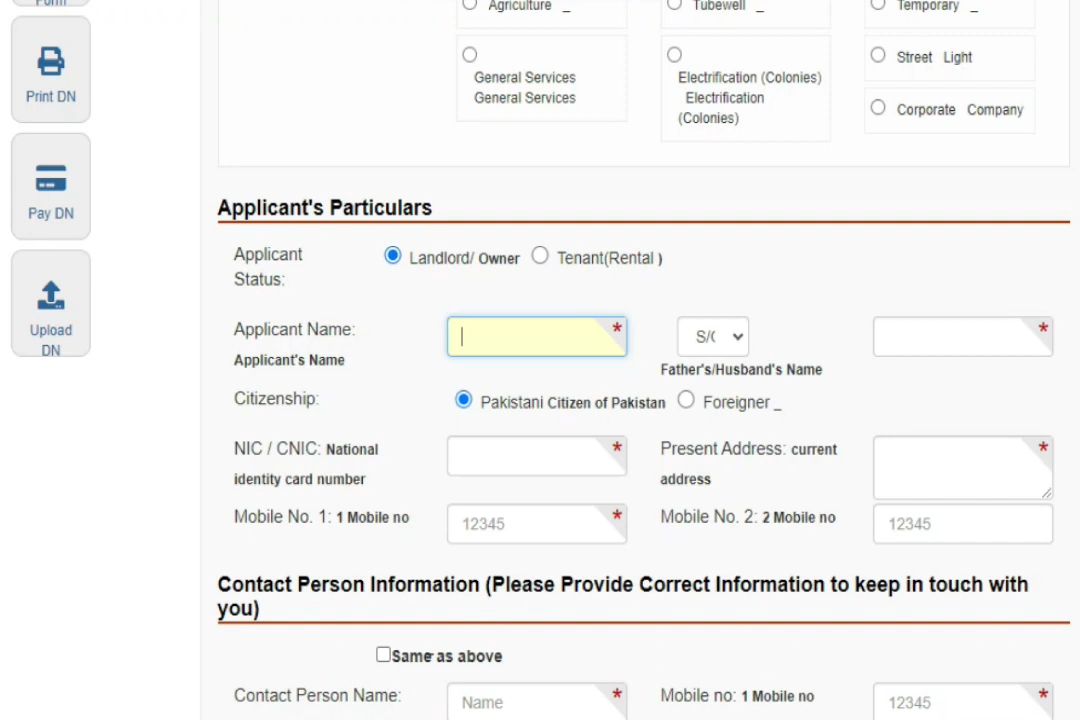 Form
Print DN
Pay DN
Upload
DN
Agriculture _
Tubewell _
Temporary _
General Services
General Services
Electrification (Colonies)
Electrification
(Colonies)
Street Light
Corporate Company
Applicant's Particulars
Applicant
Status:
Landlord/ Owner
Tenant(Rental )
Applicant Name:
Applicant's Name
*
S/(
Father's/Husband's Name
*
Citizenship:
Pakistani Citizen of Pakistan
Foreigner _
NIC / CNIC: National
identity card number
*
Present Address: current
address
*
Mobile No. 1: 1 Mobile no
12345 *
Mobile No. 2: 2 Mobile no
12345
Contact Person Information (Please Provide Correct Information to keep in touch with
you)
Same as above
Contact Person Name:
Name *
Mobile no: 1 Mobile no
12345 *